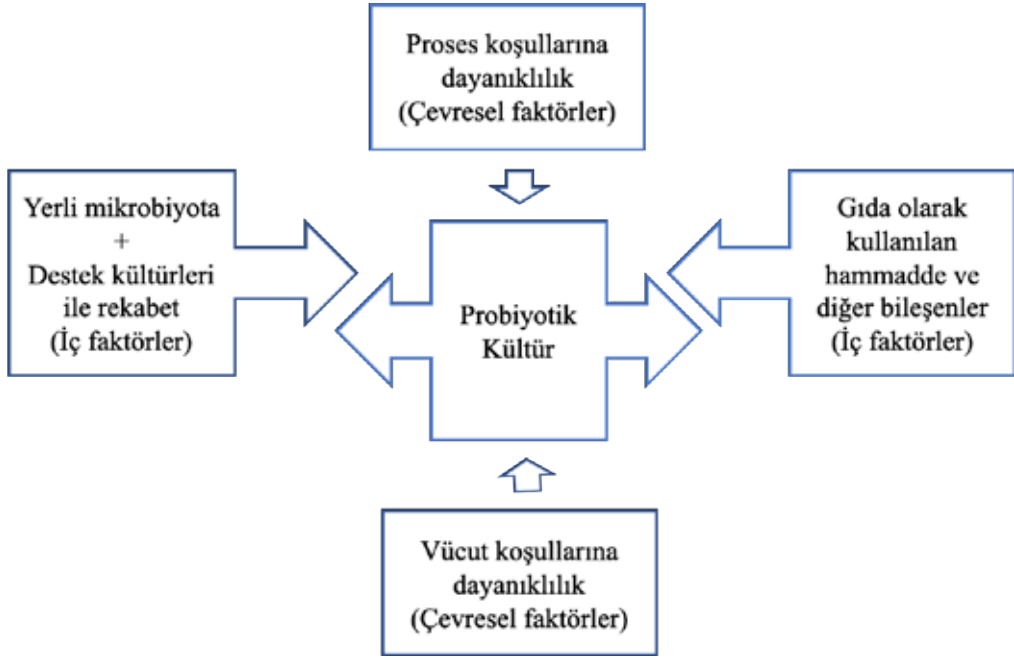 Proses koşullarına
dayanıklılık
(Çevresel faktörler)
Yerli mikrobiyota
+
Destek kültürleri
ile rekabet
(İç faktörler)
Probiyotik
Kültür
Gıda olarak
kullanılan
hammadde ve
diğer bileşenler
(İç faktörler)
Vücut koşullarına
dayanıklılık
(Çevresel faktörler)